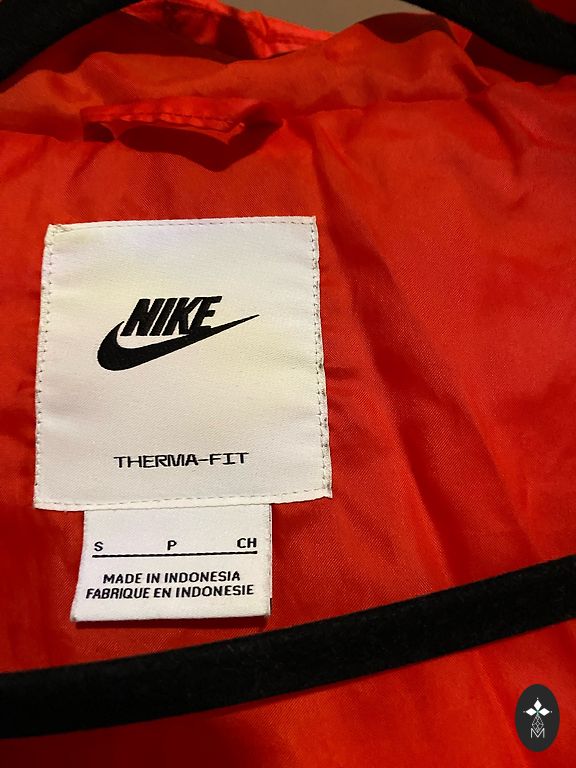 NIKE
THERMA-FIT
S P CH
MADE IN INDONESIA
FABRIQUE EN INDONESIE
M